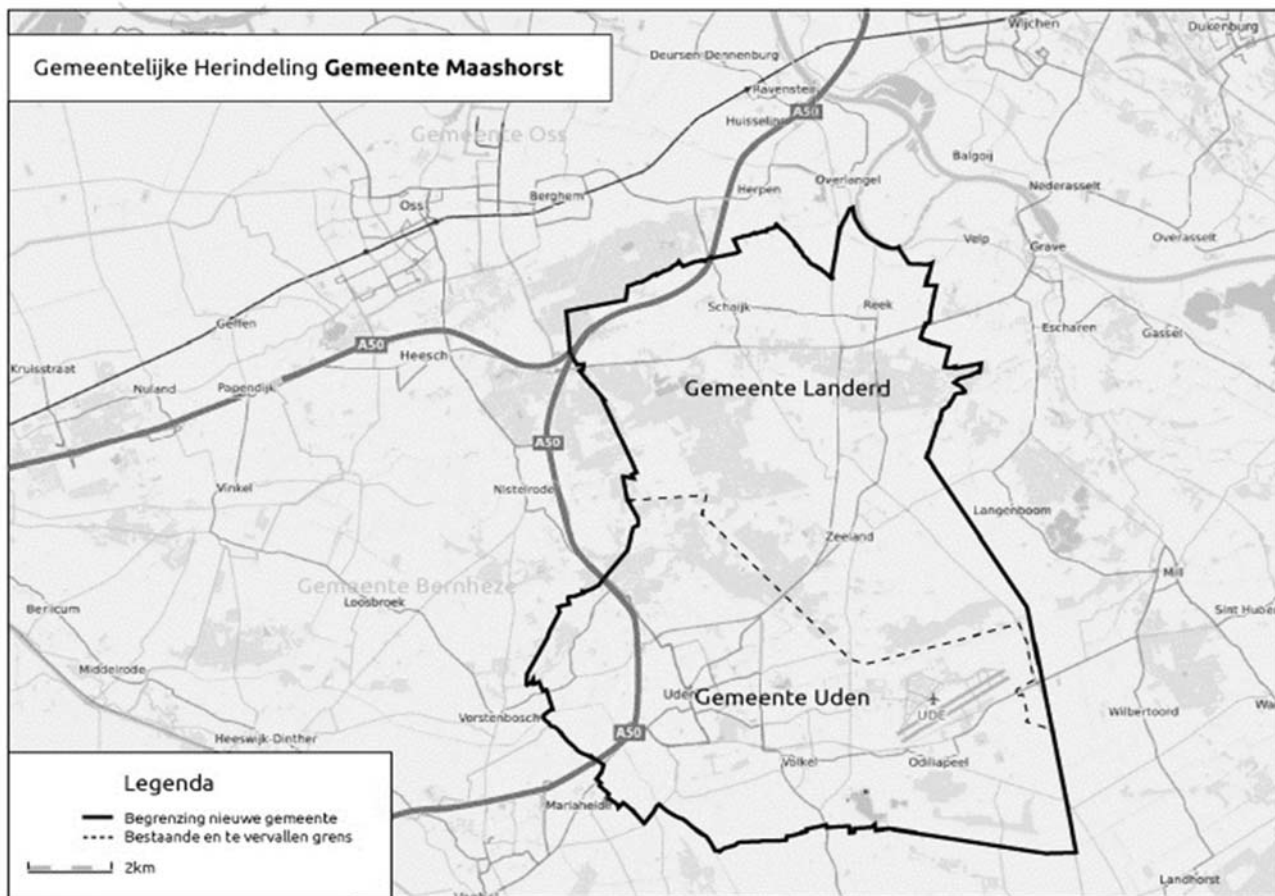 Gemeentelijke Herindeling Gemeente Maashorst
Wijchen
Dukenburg
Deursen-Dennenburg
Ravenstein
A50
Huisseling
Gemeente Oss
Balgoij
Overlangel
Nederasselt
Herpen
Berghem
Oss
Velp
Grave
Overasselt
Schaijk
Reek
Geffen
Escharen
Gassel
A50
Heesch
Kruisstraat
Nuland
Papendijk
Gemeente Landerd
A50
Vinkel
Nistelrode
Langenboom
Zeeland
Mill
Gemeente Bernheze
Loosbroek
Berlicum
Middelrode
Uden
Gemeente Uden
UDE
Wilbertoord
Vorstenbosch
A50
Heeswijk-Dinther
Volkel
Odiliapeel
Mariaheide
Landhorst
Legenda
Begrenzing nieuwe gemeente
Bestaande en te vervallen grens
2km